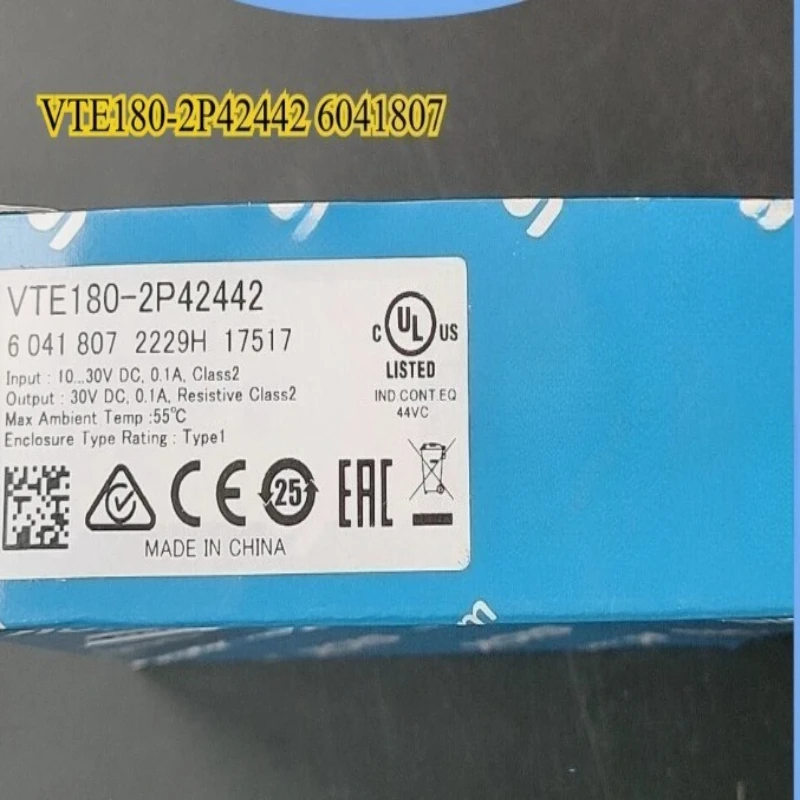 VTE180-2P42442 6041807
VTE180-2P42442
6 041 807 2229H 17517
Input : 10...30V DC, 0.1A, Class2
Output : 30V DC, 0.1A, Resistive Class2
Max Ambient Temp :55℃
Enclosure Type Rating : Type1
C UL US
LISTED
IND.CONT.EQ
44VC
CE
25
EAC
MADE IN CHINA